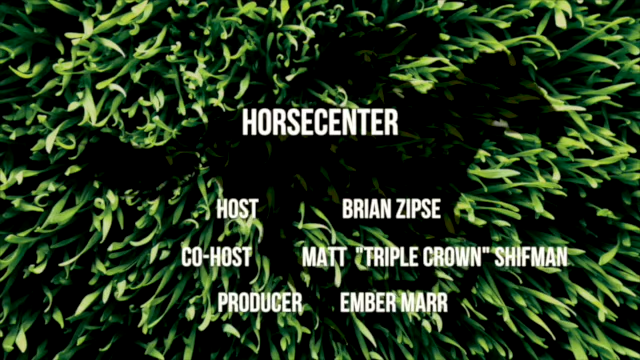 HORSECENTER
HOST BRIAN ZIPSE
CO-HOST MATT "TRIPLE CROWN" SHIFMAN
PRODUCER EMBER MARR